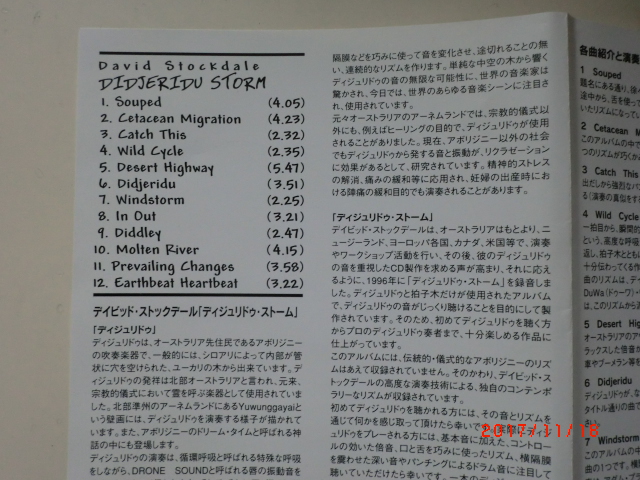 David Stockdale
DIDJERIDU STORM
1. Souped (4.05)
2. Cetacean Migration (4.23)
3. Catch This (2.32)
4. Wild Cycle (2.35)
5. Desert Highway (5.47)
6. Didjeridu (3.51)
7. Windstorm (2.25)
8. In Out (3.21)
9. Diddley (2.47)
10. Molten River (4.15)
11. Prevailing Changes (3.58)
12. Earthbeat Heartbeat (3.22)
デイビッド・ストックデール「ディジュリドゥ・ストーム」
「ディジュリドゥ」
ディジュリドゥは、オーストラリア先住民であるアボリジニー
の吹奏楽器で、一般的には、シロアリによって内部が管
状に穴を空けられた、ユーカリの木から出来ています。デ
ィジュリドゥの発祥は北部オーストラリアと言われ、元来、
宗教的儀式において霊を呼ぶ楽器として使用されていま
した。北部準州のアーネムランドにあるYuwunggayaiと
いう壁画には、ディジュリドゥを演奏する様子が描かれて
います。また、アボリジニーのドリーム・タイムと呼ばれる神
話の中にも登場します。
ディジュリドゥの演奏は、循環呼吸と呼ばれる特殊な呼吸
をしながら、DRONE SOUNDと呼ばれる唇の振動音を
隔膜などを巧みに使って音を変化させ、途切れることの無
い、連続的なリズムを作ります。単純な中空の木から響く
ディジュリドゥの音の無限な可能性に、世界の音楽家は
驚かされ、今日では、世界のあらゆる音楽シーンに注目さ
れ、使用されています。
元々オーストラリアのアーネムランドでは、宗教的儀式以
外にも、例えばヒーリングの目的で、ディジュリドゥが使用
されることがありました。現在、アボリジニー以外の社会
でもディジュリドゥから発する音と振動が、リラクゼーション
に効果があるとして、研究されています。精神的ストレス
の解消、痛みの緩和等に応用され、妊婦の出産時にお
ける陣痛の緩和目的でも演奏されることがあります。
「ディジュリドゥ・ストーム」
デイビッド・ストックデールは、オーストラリアはもとより、ニ
ュージーランド、ヨーロッパ各国、カナダ、米国等で、演奏
やワークショップ活動を行い、その後、彼のディジュリドゥ
の音を重視したCD製作を求める声が高まり、それに応え
るように、1996年に「ディジュリドゥ・ストーム」を録音しま
した。ディジュリドゥと拍子木だけが使用されたアルバム
で、ディジュリドゥの音がじっくり聴けることを目的にして製
作されています。そのため、初めてディジュリドゥを聴く方
からプロのディジュリドゥ奏者まで、十分楽しめる作品に
仕上がっています。
このアルバムには、伝統的・儀式的なアボリジニーのリズ
ムはあえて収録されていません。そのかわり、デイビッド・ス
トックデールの高度な演奏技術による、独自のコンテンポ
ラリーなリズムが収録されています。
初めてディジュリドゥを聴かれる方には、その音とリズムを
通じて何かを感じ取って頂けたら幸いです。実際にディジ
ュリドゥをプレーされる方には、基本音に加えた、コントロー
ルの効いた倍音、口と舌を巧みに使ったリズム、横隔膜
を震わせた深い音やパンチングによるドラム音に注目して
聴いていただけたら幸いです。
各曲紹介と演奏
1 Souped
2 Cetacean M
3 Catch This
4 Wild Cycle
5 Desert High
6 Didjeridu
7 Windstorm
2017/11/18